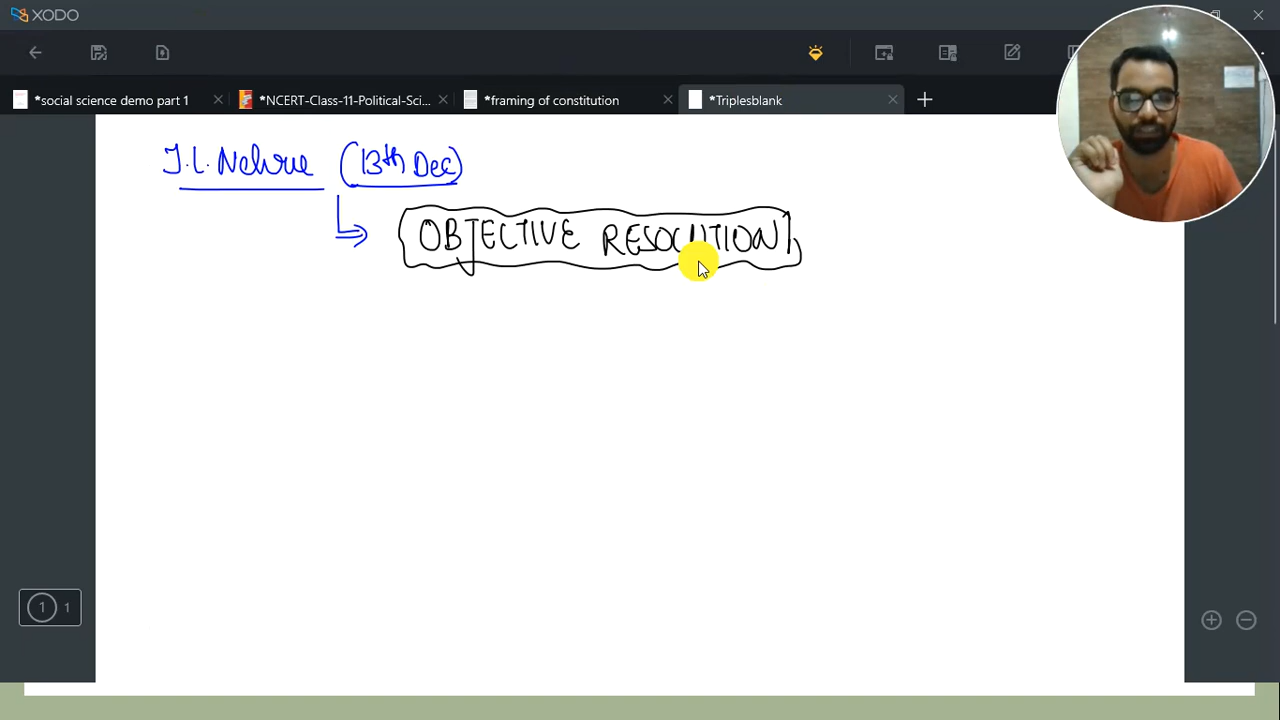 XODO
*social science demo part 1
*NCERT-Class-11-Political-Sci...
*framing of constitution
*Triplesblank
J.L. Nehru (13th Dec)
OBJECTIVE RESOLUTION
1 1